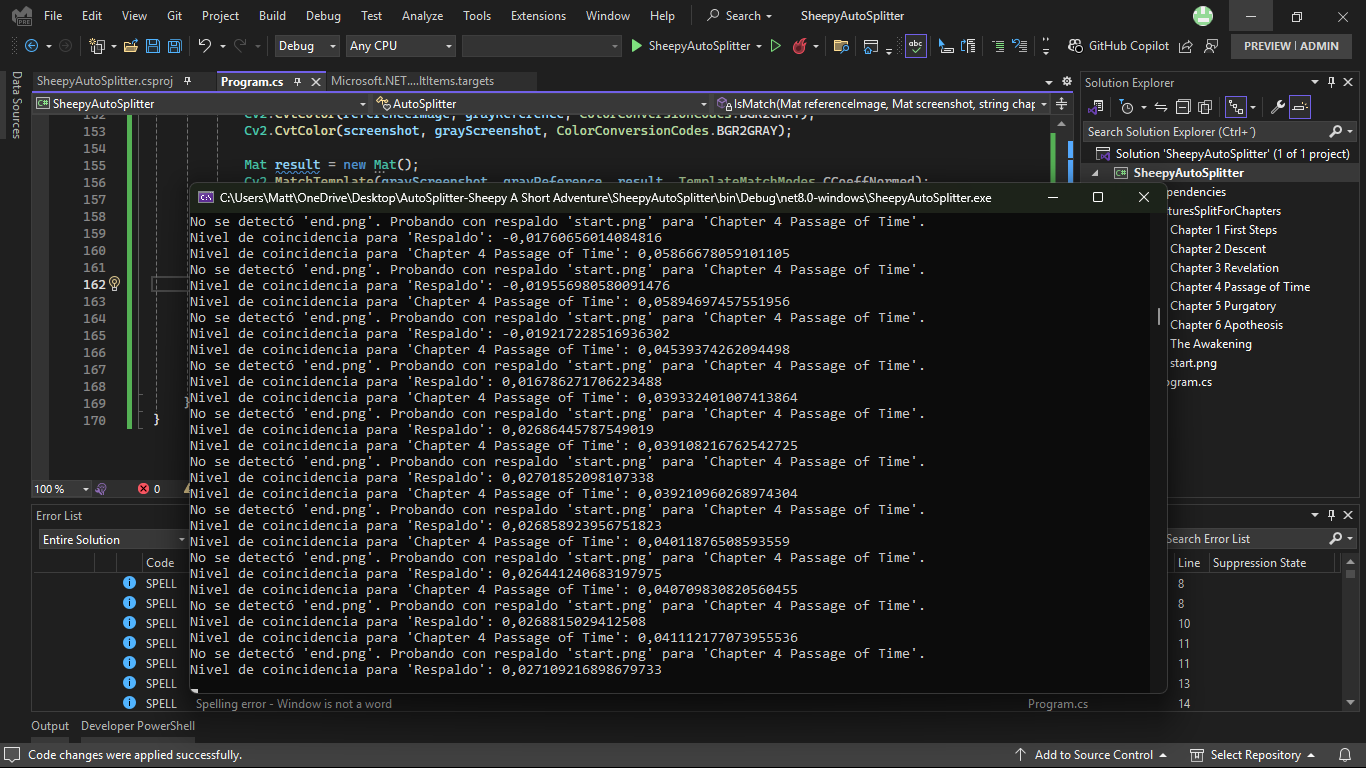 File Edit View Git Project Build Debug Test Analyze Tools Extensions Window Help Search SheepyAutoSplitter
Debug Any CPU SheepyAutoSplitter GitHub Copilot PREVIEW | ADMIN
Data Sources
SheepyAutoSplitter.csproj Program.cs Microsoft.NET....ltItems.targets
SheepyAutoSplitter AutoSplitter IsMatch(Mat referenceImage, Mat screenshot, string chap
152 Cv2.CvtColor(referenceImage, grayReference, ColorConversionCodes.BGR2GRAY);
153 Cv2.CvtColor(screenshot, grayScreenshot, ColorConversionCodes.BGR2GRAY);
154
155 Mat result = new Mat();
156 Cv2.MatchTemplate(grayScreenshot, grayReference, result, TemplateMatchModes.CCoeffNormed);
157
158
159
160
161
162
163
164
165
166
167
168
169 }
170 }
C:\Users\Matt\OneDrive\Desktop\AutoSplitter-Sheepy A Short Adventure\SheepyAutoSplitter\bin\Debug\net8.0-windows\SheepyAutoSplitter.exe
No se detectó 'end.png'. Probando con respaldo 'start.png' para 'Chapter 4 Passage of Time'.
Nivel de coincidencia para 'Respaldo': -0,01760656014084816
Nivel de coincidencia para 'Chapter 4 Passage of Time': 0,05866678059101105
No se detectó 'end.png'. Probando con respaldo 'start.png' para 'Chapter 4 Passage of Time'.
Nivel de coincidencia para 'Respaldo': -0,019556980580091476
Nivel de coincidencia para 'Chapter 4 Passage of Time': 0,05894697457551956
No se detectó 'end.png'. Probando con respaldo 'start.png' para 'Chapter 4 Passage of Time'.
Nivel de coincidencia para 'Respaldo': -0,019217228516936302
Nivel de coincidencia para 'Chapter 4 Passage of Time': 0,04539374262094498
No se detectó 'end.png'. Probando con respaldo 'start.png' para 'Chapter 4 Passage of Time'.
Nivel de coincidencia para 'Respaldo': 0,016786271706223488
Nivel de coincidencia para 'Chapter 4 Passage of Time': 0,039332401007413864
No se detectó 'end.png'. Probando con respaldo 'start.png' para 'Chapter 4 Passage of Time'.
Nivel de coincidencia para 'Respaldo': 0,02686445787549019
Nivel de coincidencia para 'Chapter 4 Passage of Time': 0,039108216762542725
No se detectó 'end.png'. Probando con respaldo 'start.png' para 'Chapter 4 Passage of Time'.
Nivel de coincidencia para 'Respaldo': 0,02701852098107338
Nivel de coincidencia para 'Chapter 4 Passage of Time': 0,039210960268974304
No se detectó 'end.png'. Probando con respaldo 'start.png' para 'Chapter 4 Passage of Time'.
Nivel de coincidencia para 'Respaldo': 0,026858923956751823
Nivel de coincidencia para 'Chapter 4 Passage of Time': 0,04011876508593559
No se detectó 'end.png'. Probando con respaldo 'start.png' para 'Chapter 4 Passage of Time'.
Nivel de coincidencia para 'Respaldo': 0,026441240683197975
Nivel de coincidencia para 'Chapter 4 Passage of Time': 0,040709830820560455
No se detectó 'end.png'. Probando con respaldo 'start.png' para 'Chapter 4 Passage of Time'.
Nivel de coincidencia para 'Respaldo': 0,0268815029412508
Nivel de coincidencia para 'Chapter 4 Passage of Time': 0,041112177073955536
No se detectó 'end.png'. Probando con respaldo 'start.png' para 'Chapter 4 Passage of Time'.
Nivel de coincidencia para 'Respaldo': 0,027109216898679733
Solution Explorer
Search Solution Explorer (Ctrl+´)
Solution 'SheepyAutoSplitter' (1 of 1 project)
SheepyAutoSplitter
pendencies
turesSplitForChapters
Chapter 1 First Steps
Chapter 2 Descent
Chapter 3 Revelation
Chapter 4 Passage of Time
Chapter 5 Purgatory
Chapter 6 Apotheosis
The Awakening
start.png
ogram.cs
100 % 0
Error List
Entire Solution Search Error List
Code Line Suppression State
SPELL 8
SPELL 8
SPELL 10
SPELL 11
SPELL 11
SPELL 13
SPELL Spelling error - Window is not a word Program.cs 14
Output Developer PowerShell
Code changes were applied successfully. Add to Source Control Select Repository